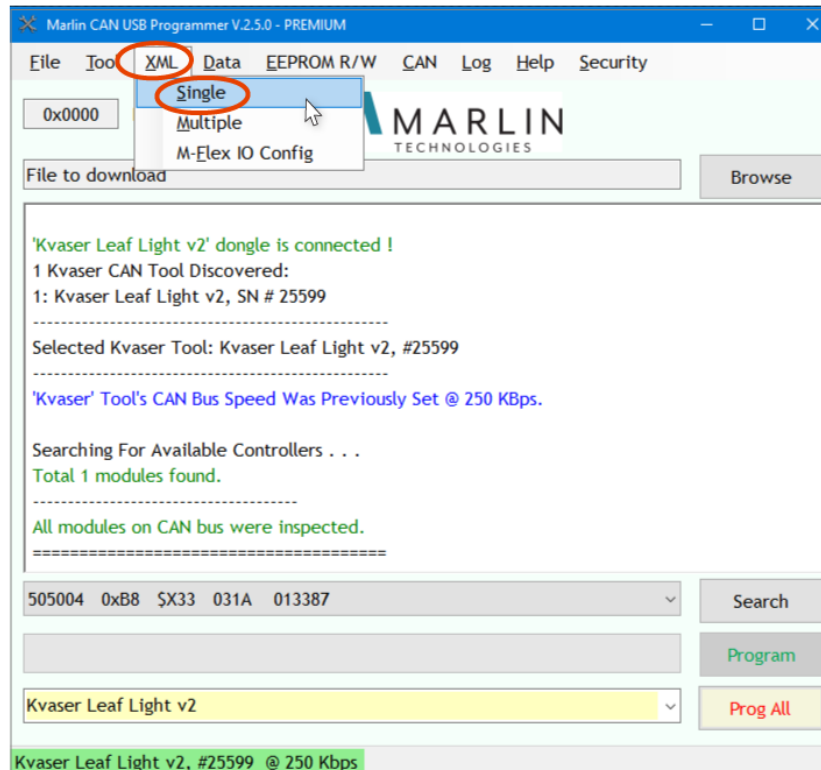 Marlin CAN USB Programmer V.2.5.0 - PREMIUM
File Tool XML Data EEPROM R/W CAN Log Help Security
Single
0x0000
Multiple
MARLIN
TECHNOLOGIES
M-Flex IO Config
File to download
Browse
'Kvaser Leaf Light v2' dongle is connected !
1 Kvaser CAN Tool Discovered:
1: Kvaser Leaf Light v2, SN # 25599
-------------------------------------------------
Selected Kvaser Tool: Kvaser Leaf Light v2, #25599
-------------------------------------------------
'Kvaser' Tool's CAN Bus Speed Was Previously Set @ 250 KBps.
Searching For Available Controllers . . .
Total 1 modules found.
------------------------------------
All modules on CAN bus were inspected.
======================================
505004 0xB8 $X33 031A 013387
Search
Program
Kvaser Leaf Light v2
Prog All
Kvaser Leaf Light v2, #25599 @ 250 Kbps